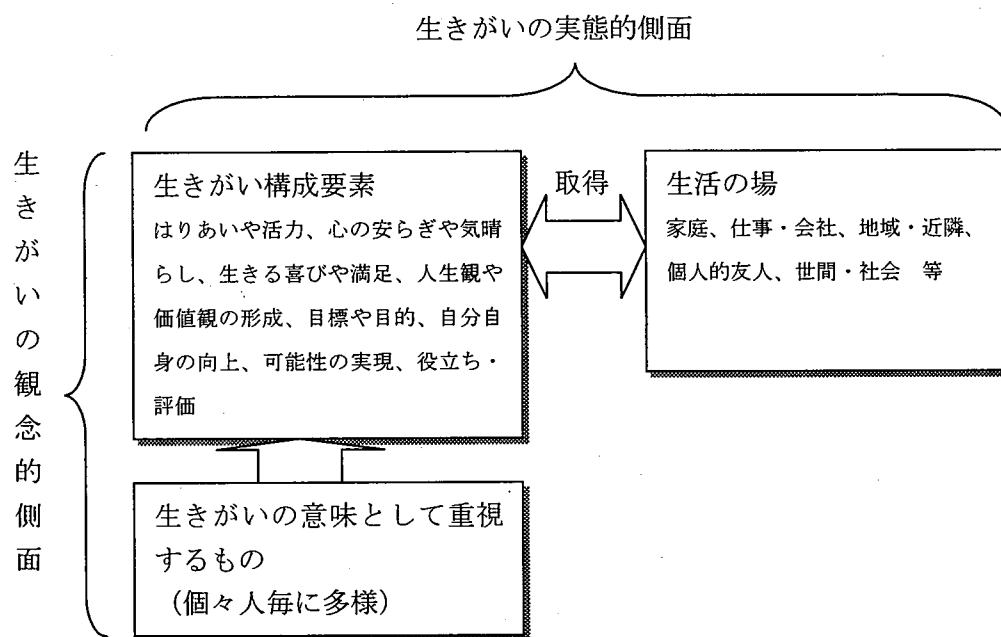 生きがいの実態的側面
生きがいの観念的側面
生きがい構成要素
はりあいや活力、心の安らぎや気晴
らし、生きる喜びや満足、人生観や
価値観の形成、目標や目的、自分自
身の向上、可能性の実現、役立ち・
評価
取得
生活の場
家庭、仕事・会社、地域・近隣、
個人的友人、世間・社会　等
生きがいの意味として重視
するもの
（個々人毎に多様）